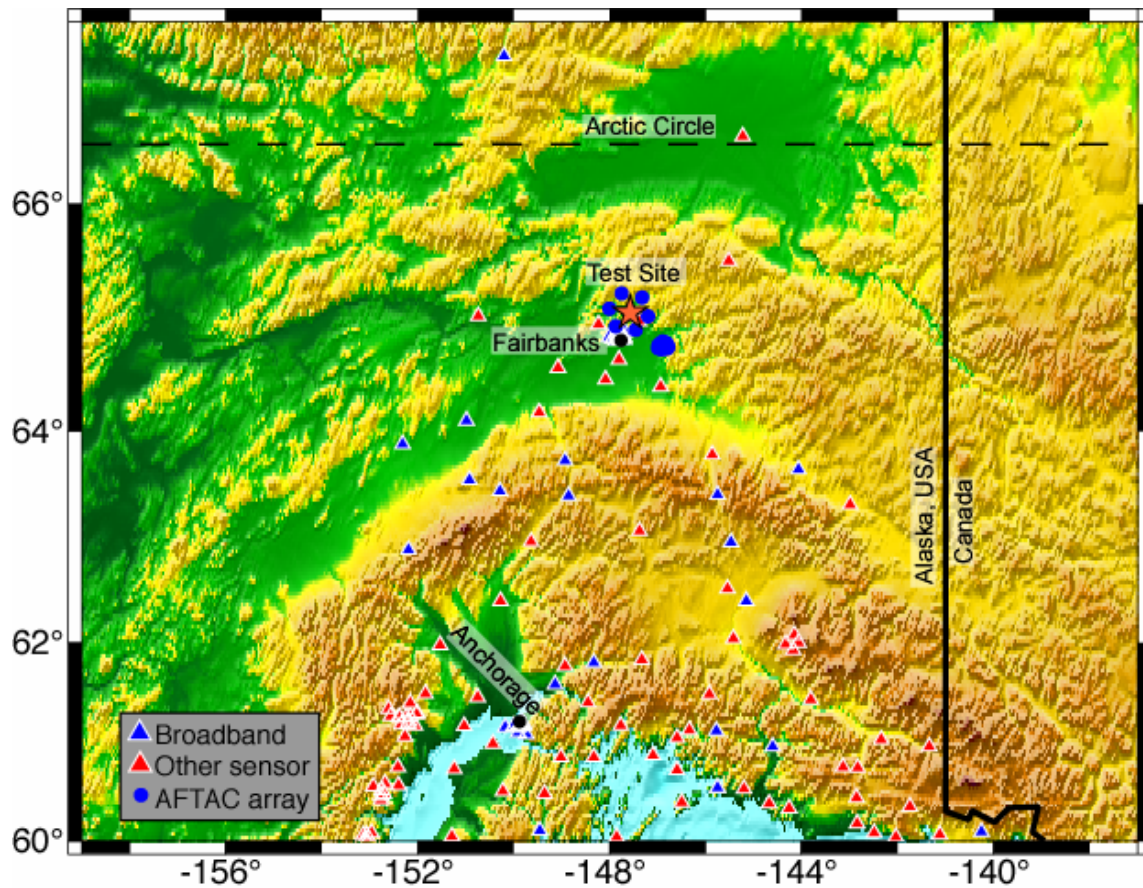 Arctic Circle
66°
Test Site
Fairbanks
64°
Alaska, USA
Canada
62°
Anchorage
Broadband
Other sensor
AFTAC array
60°
-156°
-152°
-148°
-144°
-140°